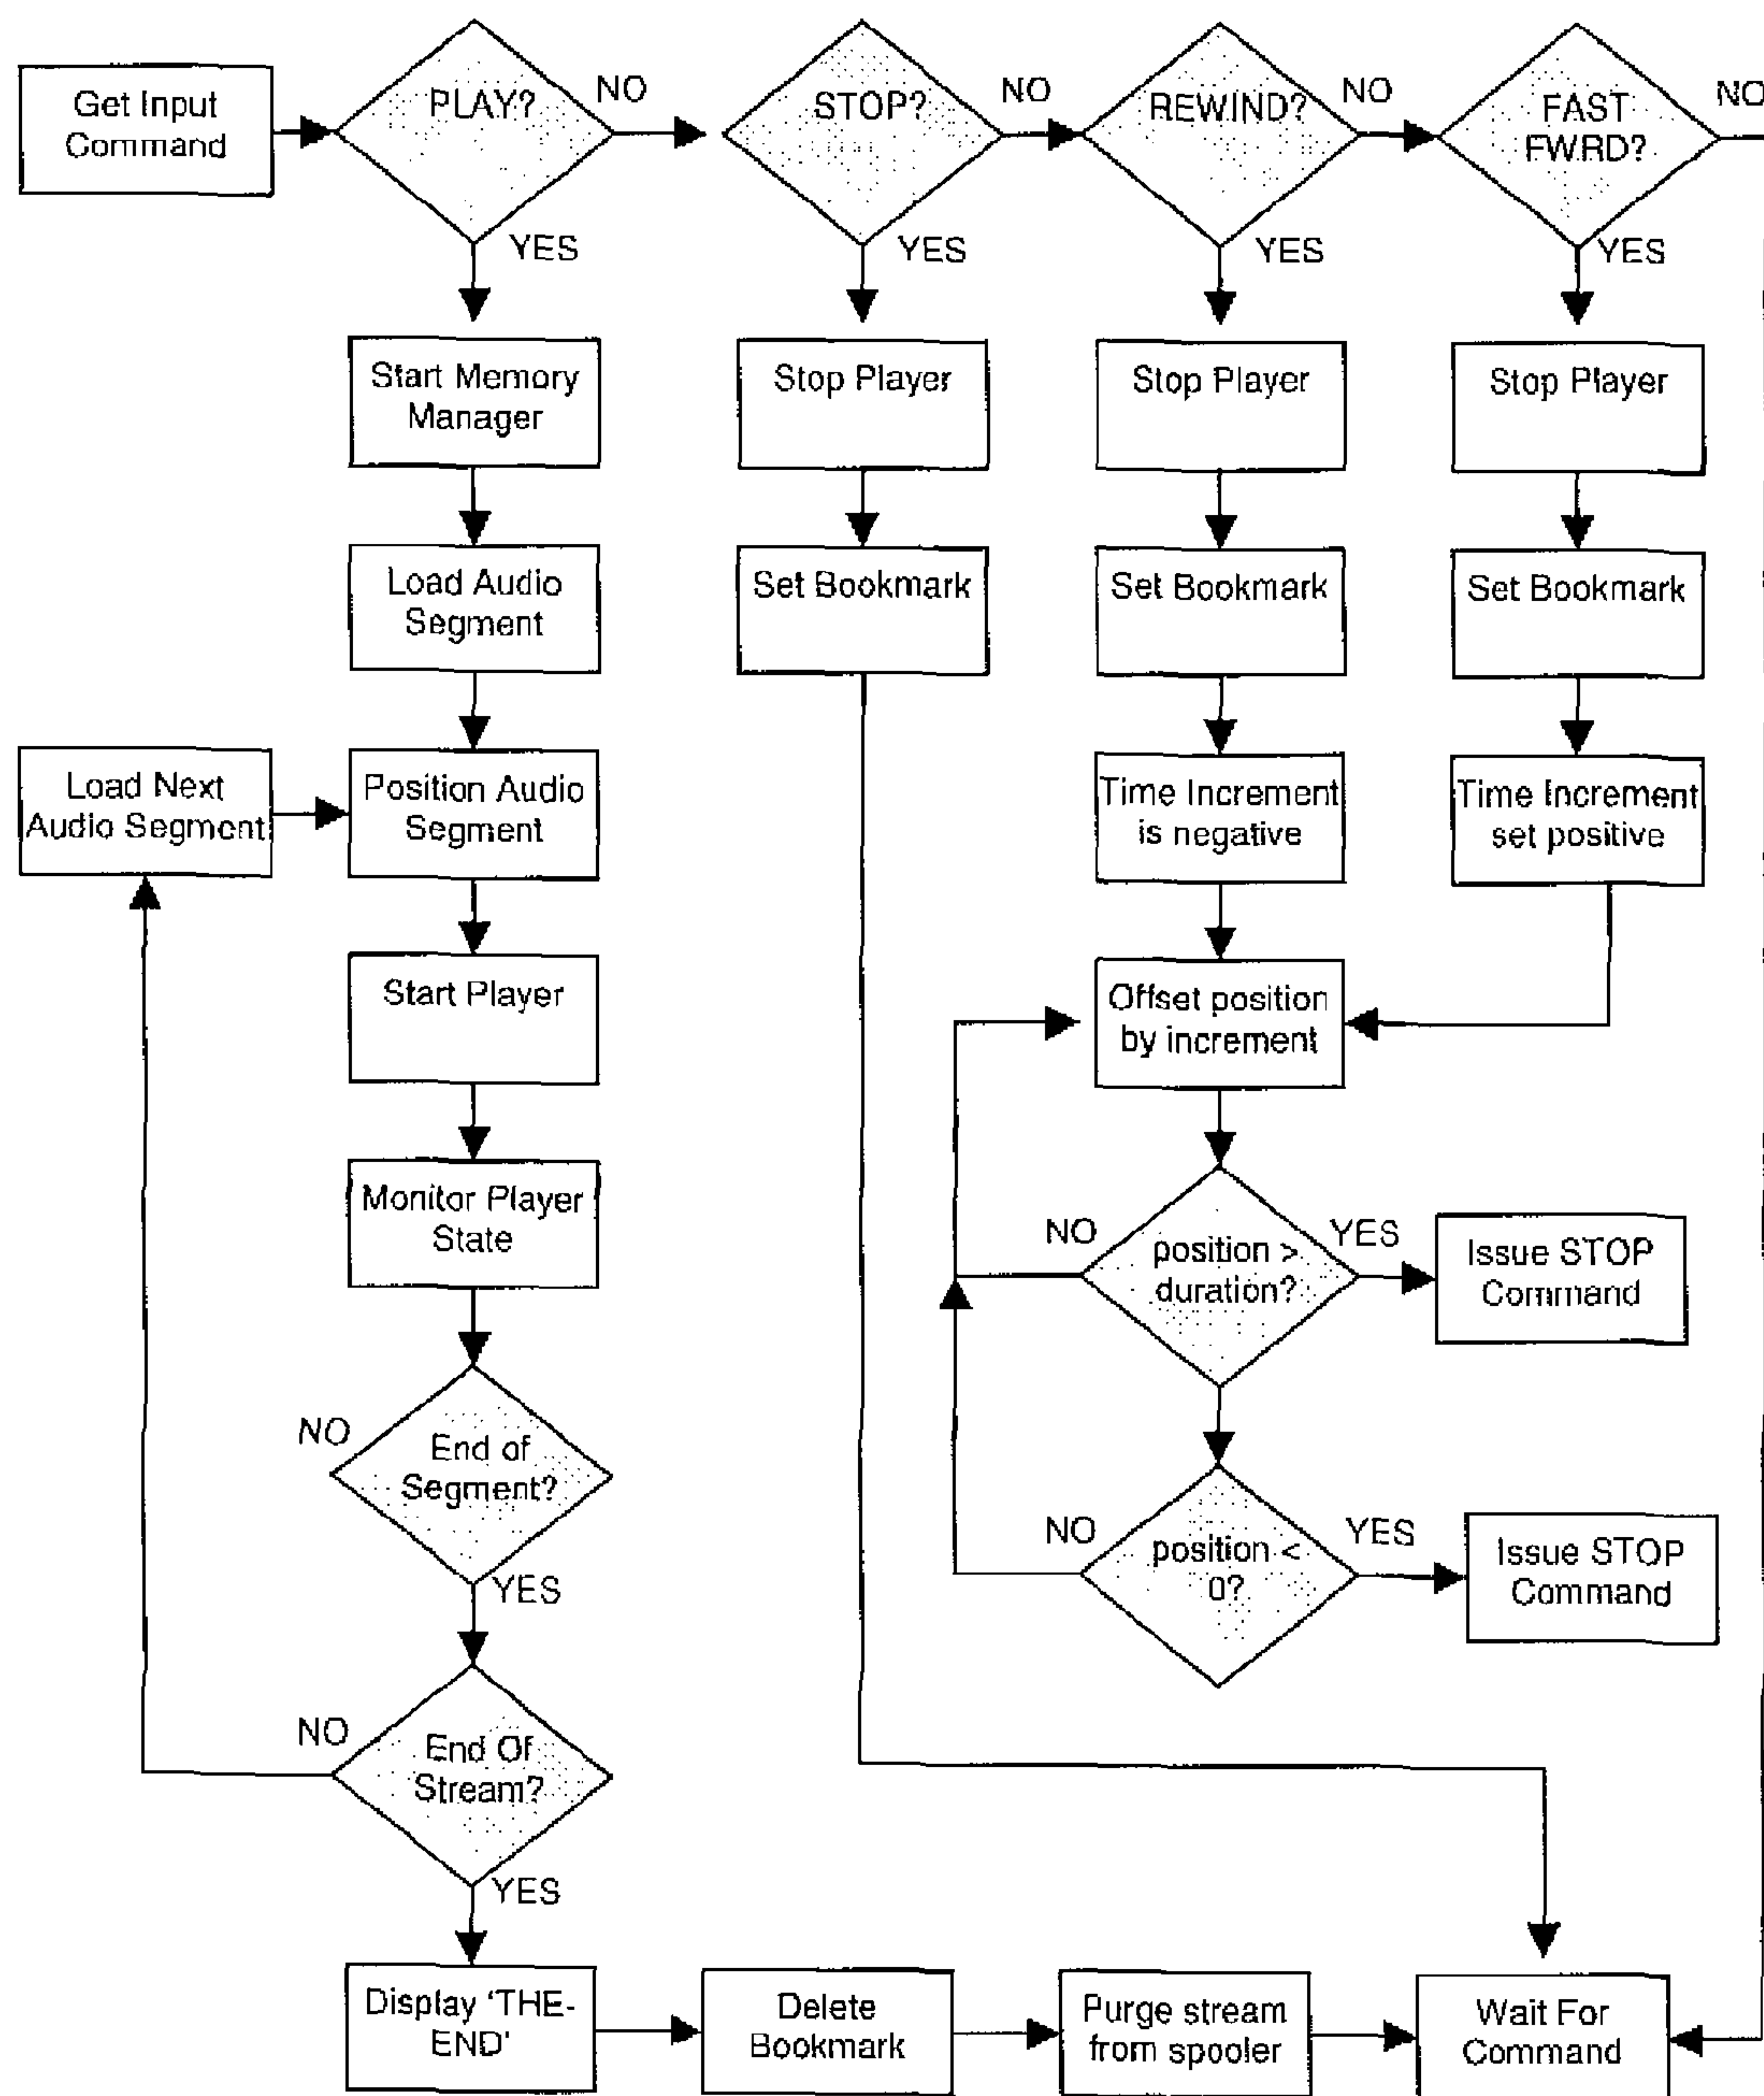 Get Input
Command
PLAY?
NO
STOP?
NO
REWIND?
NO
FAST
FWRD?
NO
YES
YES
YES
YES
Start Memory
Manager
Stop Player
Stop Player
Stop Player
Load Audio
Segment
Set Bookmark
Set Bookmark
Set Bookmark
Load Next
Audio Segment
Position Audio
Segment
Time Increment
is negative
Time Increment
set positive
Start Player
Offset position
by increment
Monitor Player
State
NO
position >
duration?
YES
Issue STOP
Command
NO
End of
Segment?
YES
NO
position <
0?
YES
Issue STOP
Command
NO
End Of
Stream?
YES
Display 'THE-
END'
Delete
Bookmark
Purge stream
from spooler
Wait For
Command